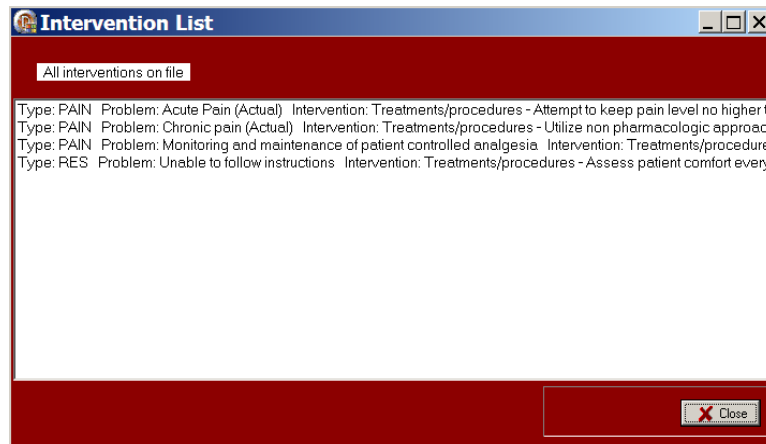 Intervention List
All interventions on file
Type: PAIN Problem: Acute Pain (Actual) Intervention: Treatments/procedures - Attempt to keep pain level no higher
Type: PAIN Problem: Chronic pain (Actual) Intervention: Treatments/procedures - Utilize non pharmacologic approac
Type: PAIN Problem: Monitoring and maintenance of patient controlled analgesia Intervention: Treatments/procedure
Type: RES Problem: Unable to follow instructions Intervention: Treatments/procedures - Assess patient comfort every
Close